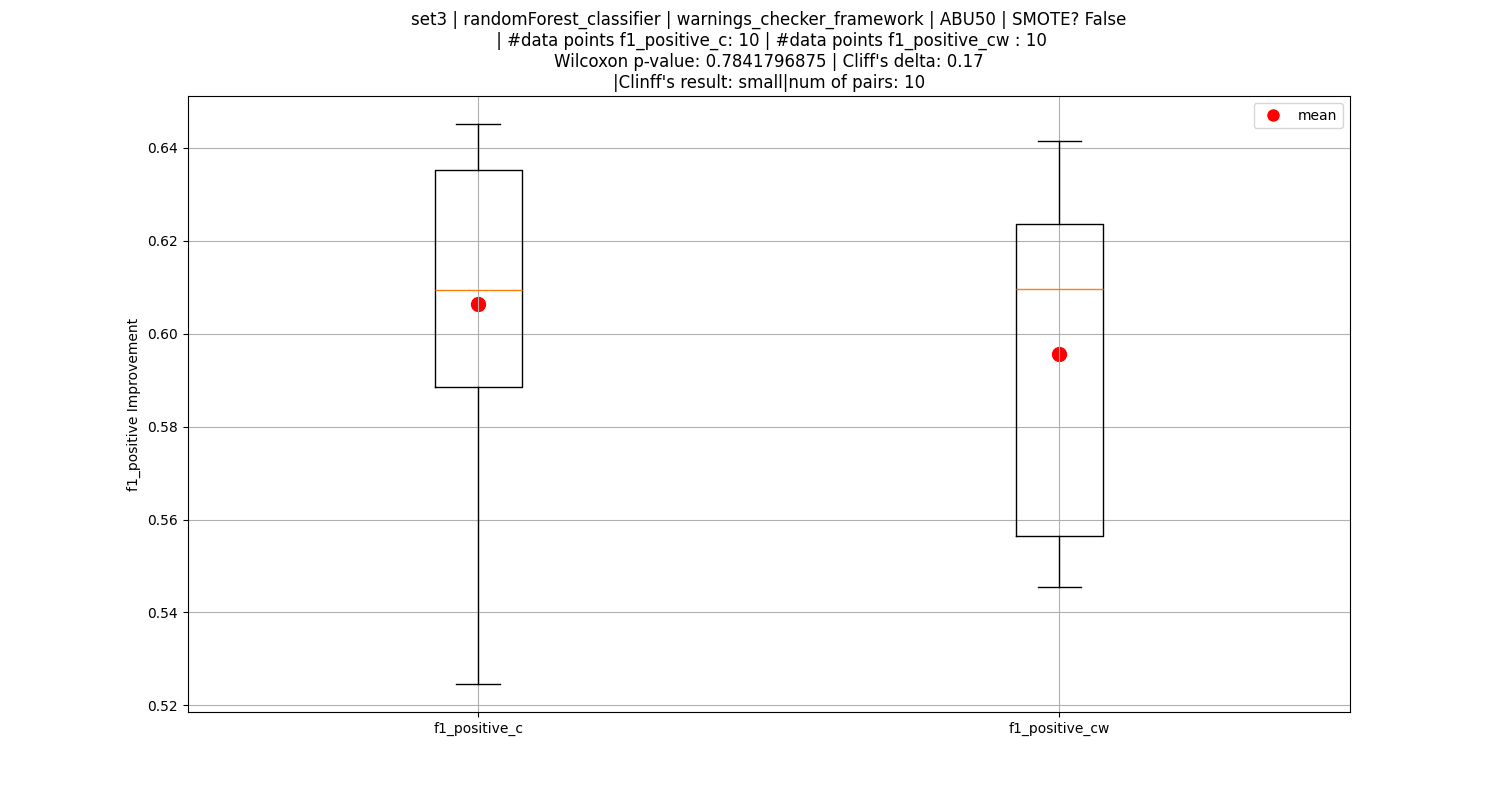 set3 | randomForest_classifier | warnings_checker_framework | ABU50 | SMOTE? False
| #data points f1_positive_c: 10 | #data points f1_positive_cw : 10
Wilcoxon p-value: 0.7841796875 | Cliff's delta: 0.17
|Clinff's result: small|num of pairs: 10
mean
0.64
0.62
0.60
0.58
0.56
0.54
0.52
f1_positive Improvement
f1_positive_c
f1_positive_cw